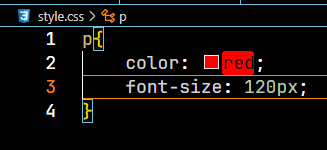 style.css > p
1 p{
2 color: red;
3 font-size: 120px;
4 }